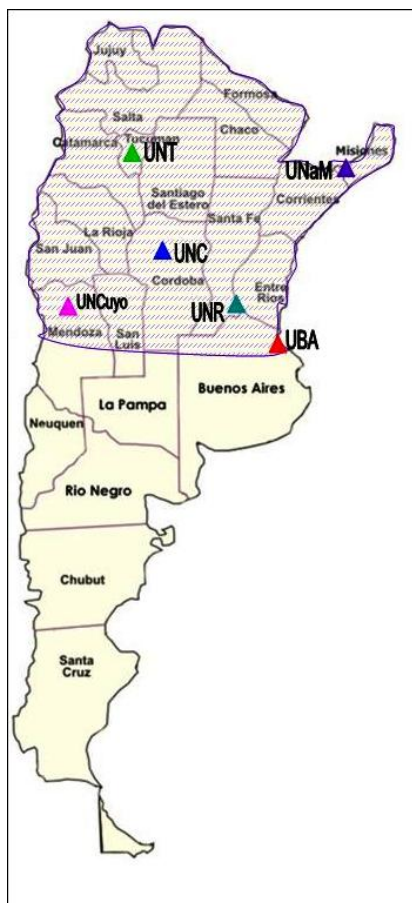 Jujuy
Formosa
Salta
Chaco
Catamarca
Tucuman
UNT
Misiones
UNaM
Santiago
del Estero
Corrientes
Santa Fe
La Rioja
San Juan
UNC
Cordoba
Entre
Rios
UNCuyo
UNR
Mendoza
San
Luis
UBA
Buenos Aires
La Pampa
Neuquen
Rio Negro
Chubut
Santa
Cruz